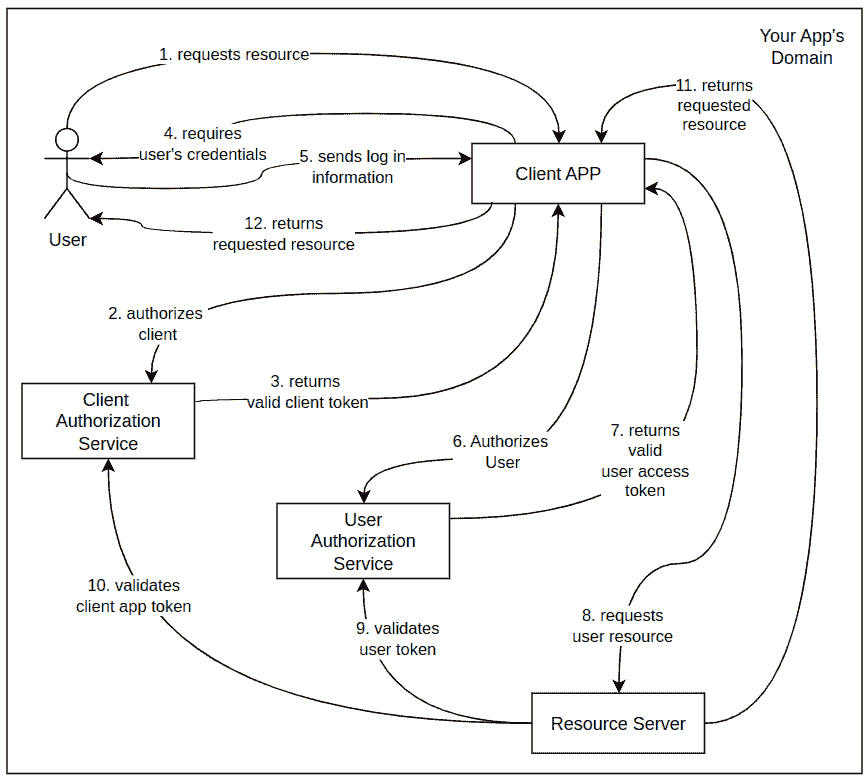 Your App's
Domain
1. requests resource
11. returns
requested
resource
4. requires
user's credentials
5. sends log in
information
Client APP
12. returns
requested resource
User
2. authorizes
client
3. returns
valid client token
Client
Authorization
Service
6. Authorizes
User
7. returns
valid
user access
token
User
Authorization
Service
10. validates
client app token
9. validates
user token
8. requests
user resource
Resource Server